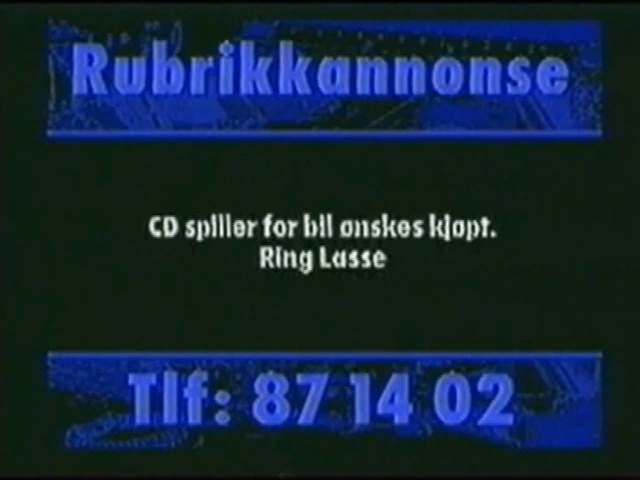 Rubrikkannonse
CD spiller for bil ønskes kjøpt.
Ring Lasse
Tlf: 87 14 02